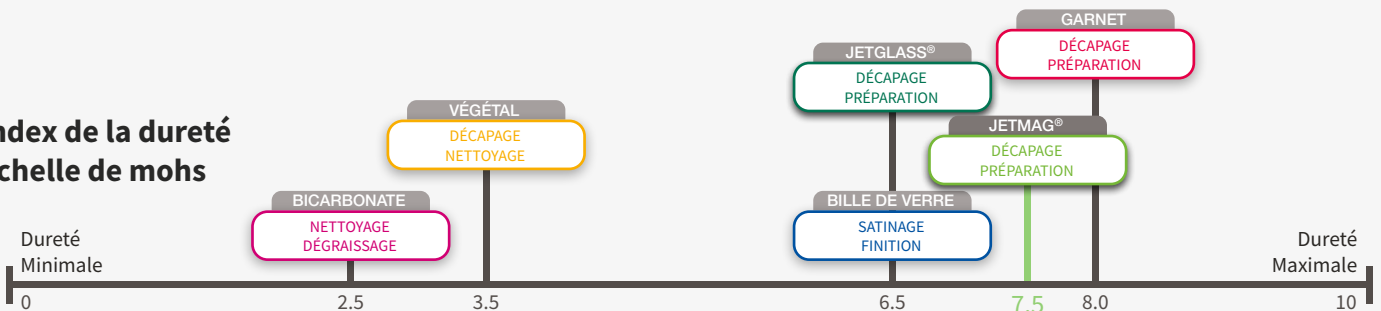 ndex de la dureté
chelle de mohs
Dureté
Minimale
BICARBONATE
NETTOYAGE
DÉGRAISSAGE
VÉGÉTAL
DÉCAPAGE
NETTOYAGE
JETGLASS®
DÉCAPAGE
PRÉPARATION
BILLE DE VERRE
SATINAGE
FINITION
GARNET
DÉCAPAGE
PRÉPARATION
JETMAG®
DÉCAPAGE
PRÉPARATION
Dureté
Maximale
0
2.5
3.5
6.5
7.5
8.0
10